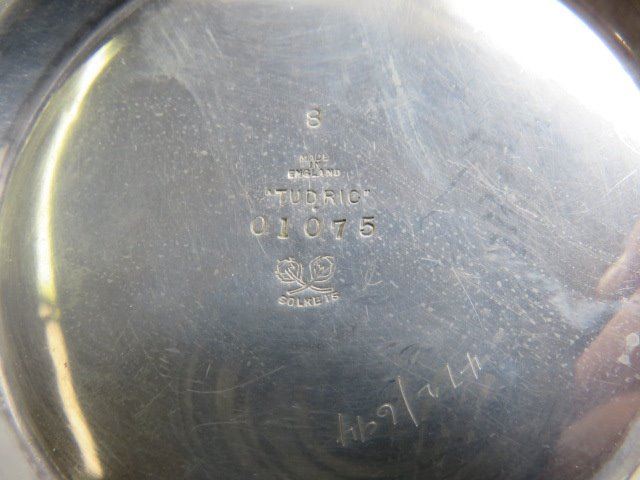 8
MADE
IN
ENGLAND
"TUDRIC"
01075
SOLKETS